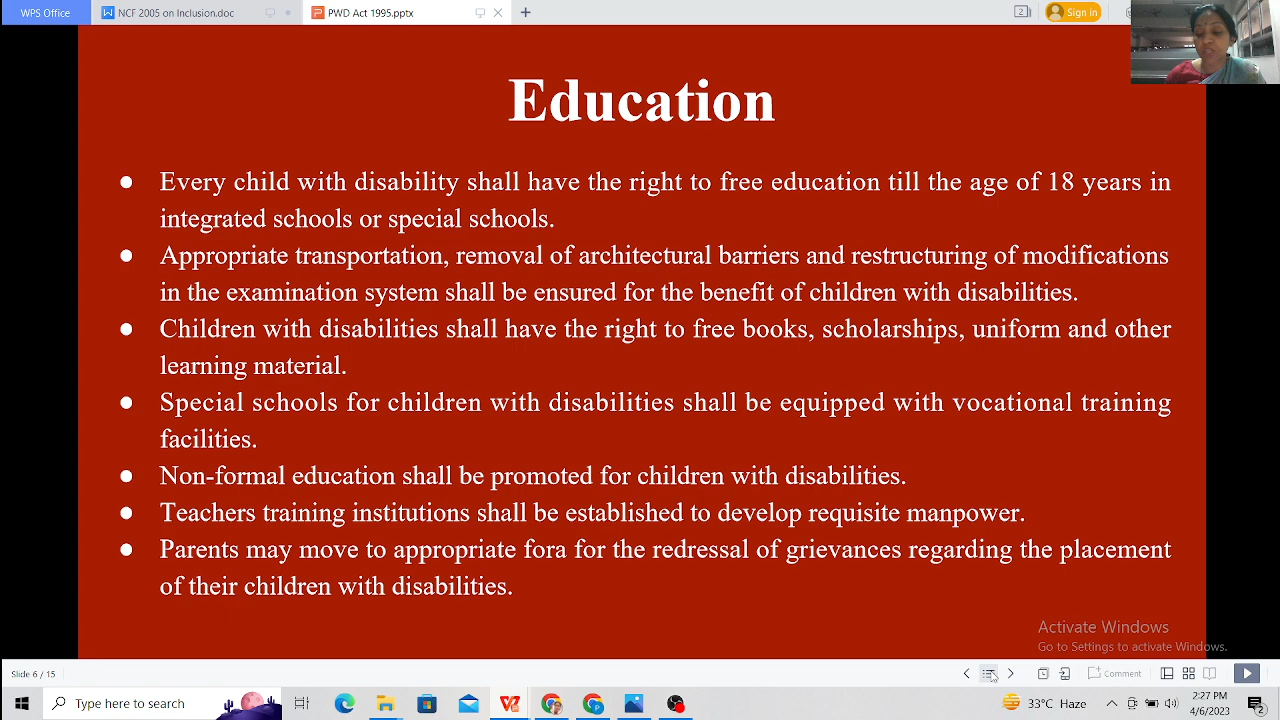 WPS Office
NCF 2005 on Inclusion.doc
PWD Act 1995.pptx
2
Sign in
Education
● Every child with disability shall have the right to free education till the age of 18 years in
integrated schools or special schools.
● Appropriate transportation, removal of architectural barriers and restructuring of modifications
in the examination system shall be ensured for the benefit of children with disabilities.
● Children with disabilities shall have the right to free books, scholarships, uniform and other
learning material.
● Special schools for children with disabilities shall be equipped with vocational training
facilities.
● Non-formal education shall be promoted for children with disabilities.
● Teachers training institutions shall be established to develop requisite manpower.
● Parents may move to appropriate fora for the redressal of grievances regarding the placement
of their children with disabilities.
Activate Windows
Go to Settings to activate Windows.
Slide 6 / 15
Comment
Type here to search
33°C Haze
2:27 PM
4/6/2023
2